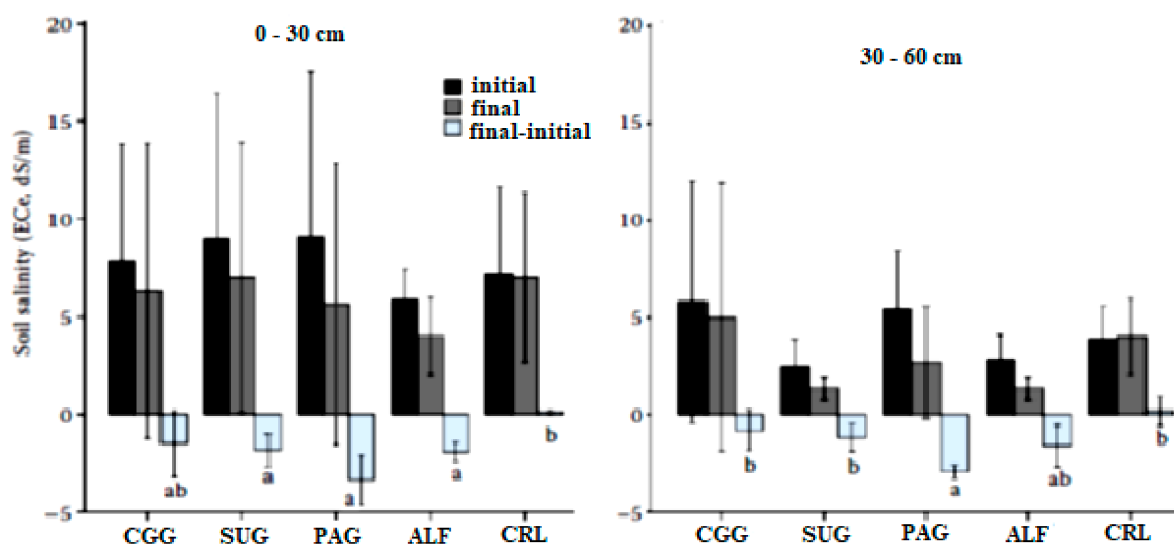 20
15
10
5
0
−5
Soil salinity (ECe, dS/m)
0 - 30 cm
initial
final
final-initial
ab
a
a
a
b
CGG SUG PAG ALF CRL
20
15
10
5
0
−5
30 - 60 cm
b
b
a
ab
b
CGG SUG PAG ALF CRL